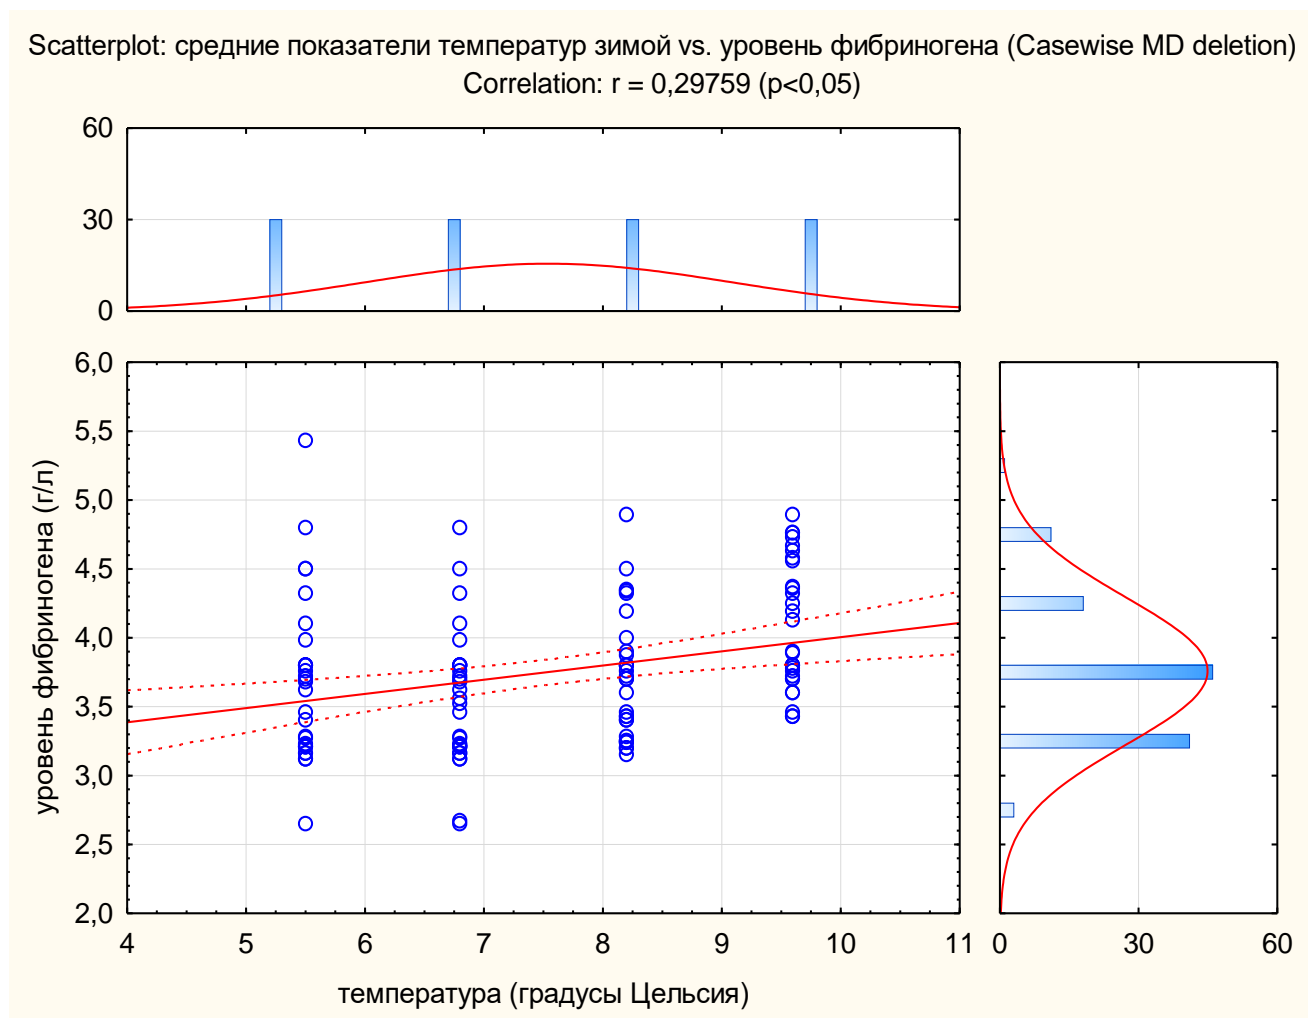 Scatterplot: средние показатели температур зимой vs. уровень фибриногена (Casewise MD deletion)
Correlation: r = 0,29759 (p<0,05)
60
30
0
6,0
5,5
5,0
4,5
4,0
3,5
3,0
2,5
2,0
уровень фибриногена (г/л)
4 5 6 7 8 9 10 11
0 30 60
температура (градусы Цельсия)